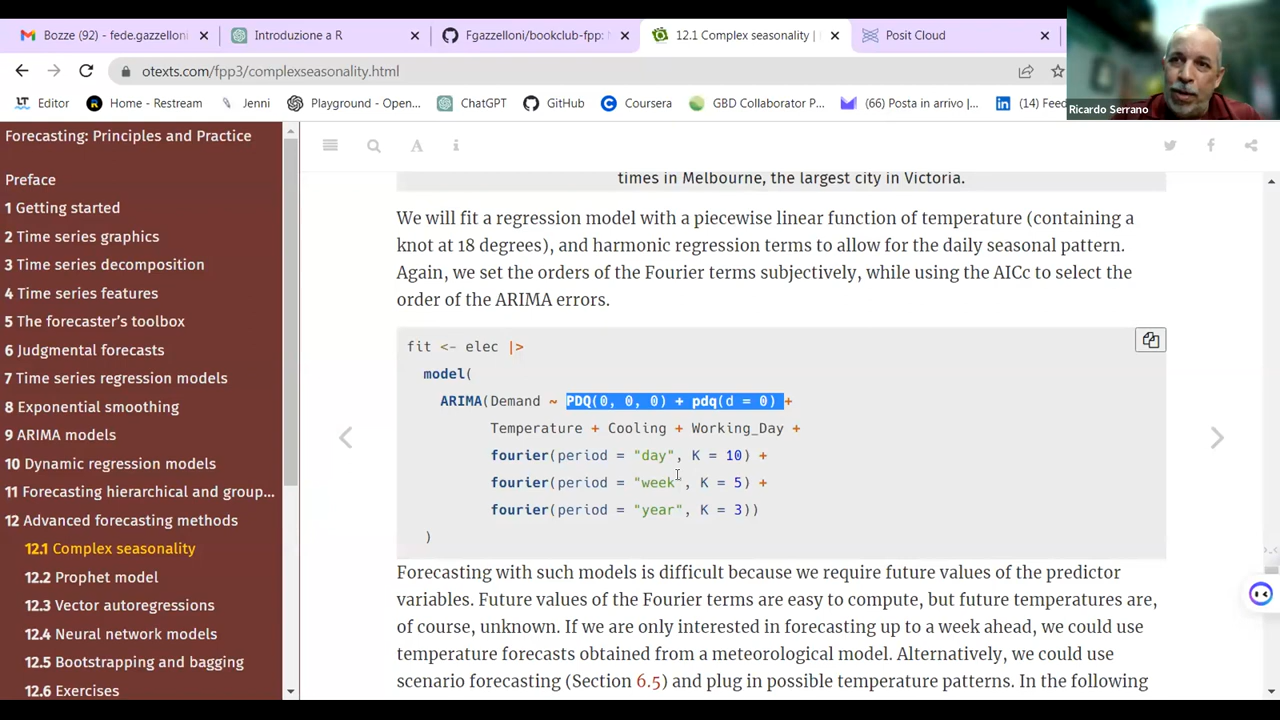 Bozze (92) - fede.gazzelloni
Introduzione a R
Fgazzelloni/bookclub-fpp: M
12.1 Complex seasonality |
Posit Cloud
otexts.com/fpp3/complexseasonality.html
LT Editor
Home - Restream
Jenni
Playground - Open...
ChatGPT
GitHub
Coursera
GBD Collaborator P...
(66) Posta in arrivo /...
(14) Feed
Ricardo Serrano
Forecasting: Principles and Practice
Preface
1 Getting started
2 Time series graphics
3 Time series decomposition
4 Time series features
5 The forecaster's toolbox
6 Judgmental forecasts
7 Time series regression models
8 Exponential smoothing
9 ARIMA models
10 Dynamic regression models
11 Forecasting hierarchical and group...
12 Advanced forecasting methods
12.1 Complex seasonality
12.2 Prophet model
12.3 Vector autoregressions
12.4 Neural network models
12.5 Bootstrapping and bagging
12.6 Exercises
times in Melbourne, the largest city in Victoria.
We will fit a regression model with a piecewise linear function of temperature (containing a
knot at 18 degrees), and harmonic regression terms to allow for the daily seasonal pattern.
Again, we set the orders of the Fourier terms subjectively, while using the AICc to select the
order of the ARIMA errors.
fit <- elec |>
model(
ARIMA(Demand ~ PDQ(0, 0, 0) + pdq(d = 0) +
Temperature + Cooling + Working_Day +
fourier(period = "day", K = 10) +
fourier(period = "week", K = 5) +
fourier(period = "year", K = 3))
)
Forecasting with such models is difficult because we require future values of the predictor
variables. Future values of the Fourier terms are easy to compute, but future temperatures are,
of course, unknown. If we are only interested in forecasting up to a week ahead, we could use
temperature forecasts obtained from a meteorological model. Alternatively, we could use
scenario forecasting (Section 6.5) and plug in possible temperature patterns. In the following